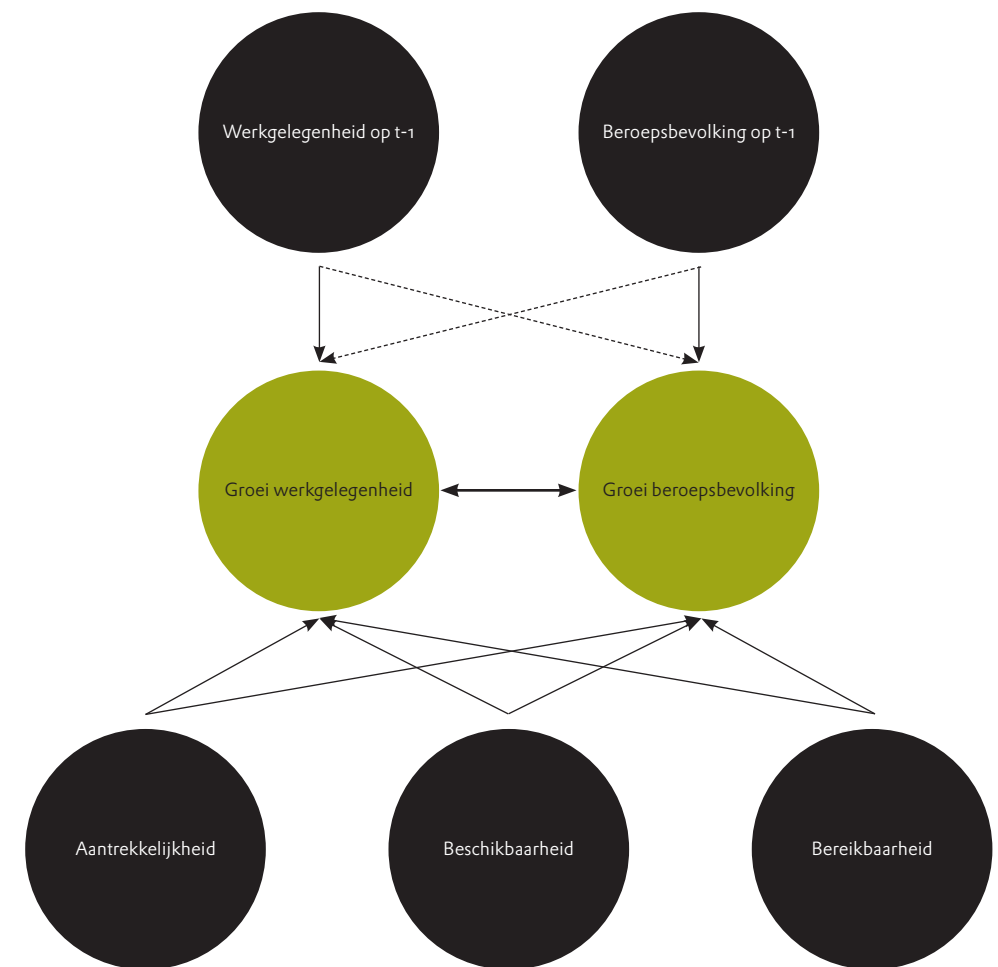 Werkgelegenheid op t-1
Beroepsbevolking op t-1
Groei werkgelegenheid
Groei beroepsbevolking
Aantrekkelijkheid
Beschikbaarheid
Bereikbaarheid